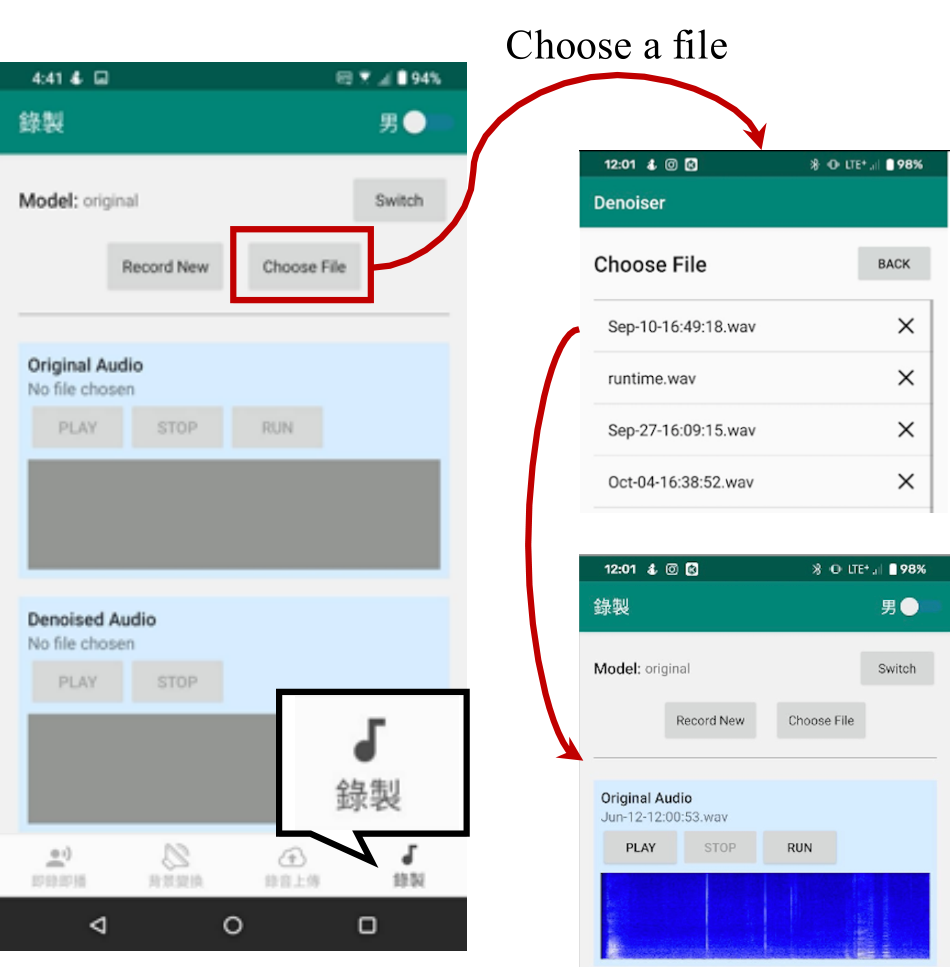 Choose a file
4:41 94%
錄製 男
Model: original Switch
Record New Choose File
Original Audio
No file chosen
PLAY STOP RUN
Denoised Audio
No file chosen
PLAY STOP
錄製
即錄即播 背景變換 錄音上傳 錄製
12:01 LTE+ 98%
Denoiser
Choose File BACK
Sep-10-16:49:18.wav
runtime.wav
Sep-27-16:09:15.wav
Oct-04-16:38:52.wav
12:01 LTE+ 98%
錄製 男
Model: original Switch
Record New Choose File
Original Audio
Jun-12-12:00:53.wav
PLAY STOP RUN